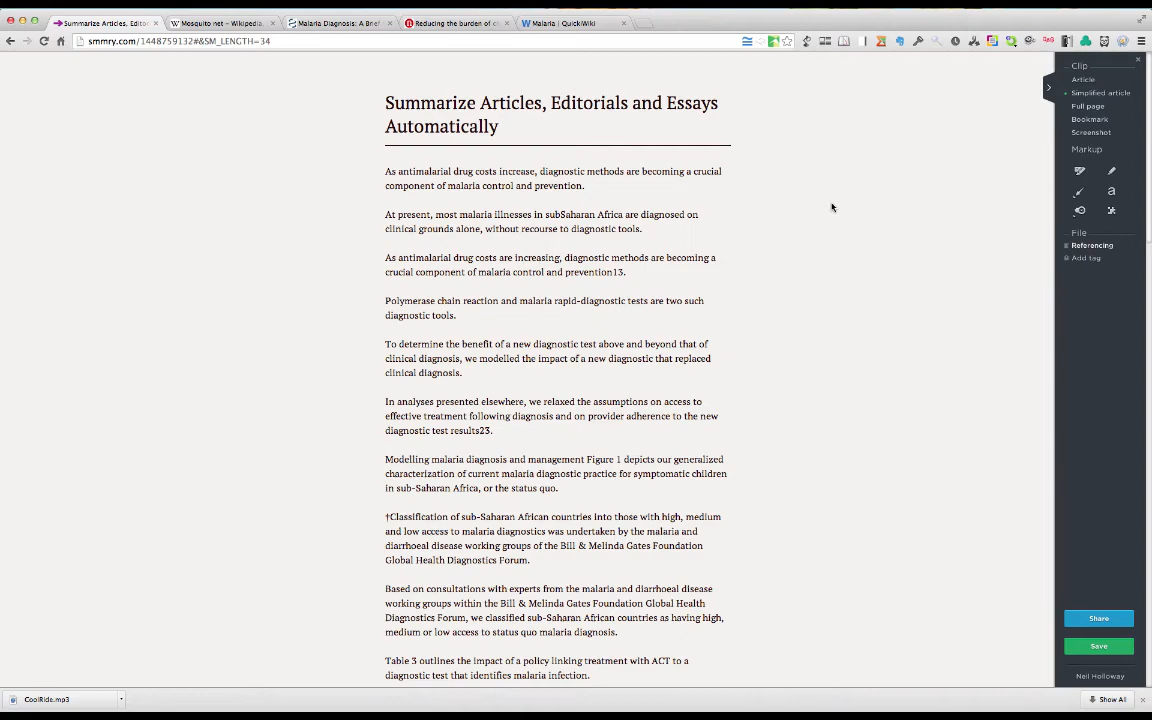 Summarize Articles, Editor
Mosquito net – Wikipedia,
Malaria Diagnosis: A Brief
Reducing the burden of c
Malaria | QuickiWiki
smmry.com/1448759132#&SM_LENGTH=34
Summarize Articles, Editorials and Essays
Automatically
As antimalarial drug costs increase, diagnostic methods are becoming a crucial
component of malaria control and prevention.
At present, most malaria illnesses in subSaharan Africa are diagnosed on
clinical grounds alone, without recourse to diagnostic tools.
As antimalarial drug costs are increasing, diagnostic methods are becoming a
crucial component of malaria control and prevention13.
Polymerase chain reaction and malaria rapid-diagnostic tests are two such
diagnostic tools.
To determine the benefit of a new diagnostic test above and beyond that of
clinical diagnosis, we modelled the impact of a new diagnostic that replaced
clinical diagnosis.
In analyses presented elsewhere, we relaxed the assumptions on access to
effective treatment following diagnosis and on provider adherence to the new
diagnostic test results23.
Modelling malaria diagnosis and management Figure 1 depicts our generalized
characterization of current malaria diagnostic practice for symptomatic children
in sub-Saharan Africa, or the status quo.
†Classification of sub-Saharan African countries into those with high, medium
and low access to malaria diagnostics was undertaken by the malaria and
diarrhoeal disease working groups of the Bill & Melinda Gates Foundation
Global Health Diagnostics Forum.
Based on consultations with experts from the malaria and diarrhoeal disease
working groups within the Bill & Melinda Gates Foundation Global Health
Diagnostics Forum, we classified sub-Saharan African countries as having high,
medium or low access to status quo malaria diagnosis.
Table 3 outlines the impact of a policy linking treatment with ACT to a
diagnostic test that identifies malaria infection.
Clip
Article
Simplified article
Full page
Bookmark
Screenshot
Markup
a
File
Referencing
Add tag
Share
Save
Neil Holloway
CoolRide.mp3
Show All